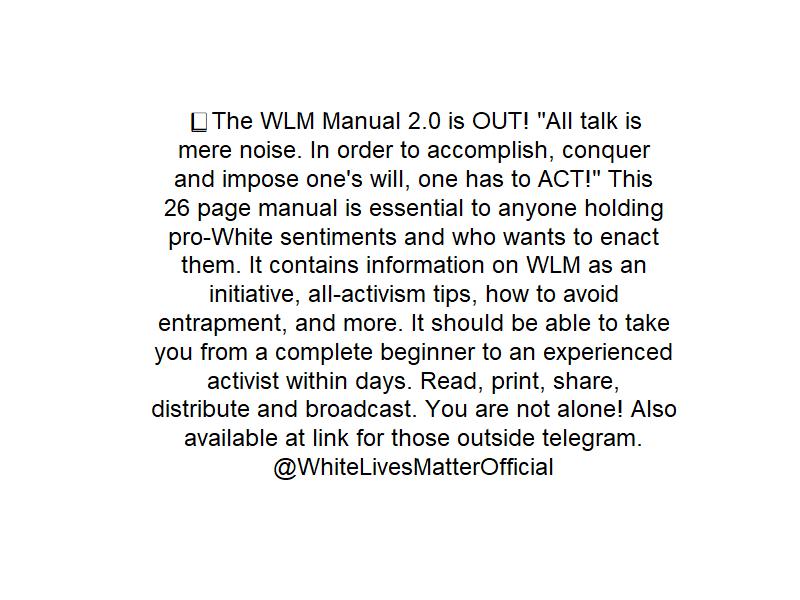 The WLM Manual 2.0 is OUT! "All talk is
mere noise. In order to accomplish, conquer
and impose one's will, one has to ACT!" This
26 page manual is essential to anyone holding
pro-White sentiments and who wants to enact
them. It contains information on WLM as an
initiative, all-activism tips, how to avoid
entrapment, and more. It should be able to take
you from a complete beginner to an experienced
activist within days. Read, print, share,
distribute and broadcast. You are not alone! Also
available at link for those outside telegram.
@WhiteLivesMatterOfficial